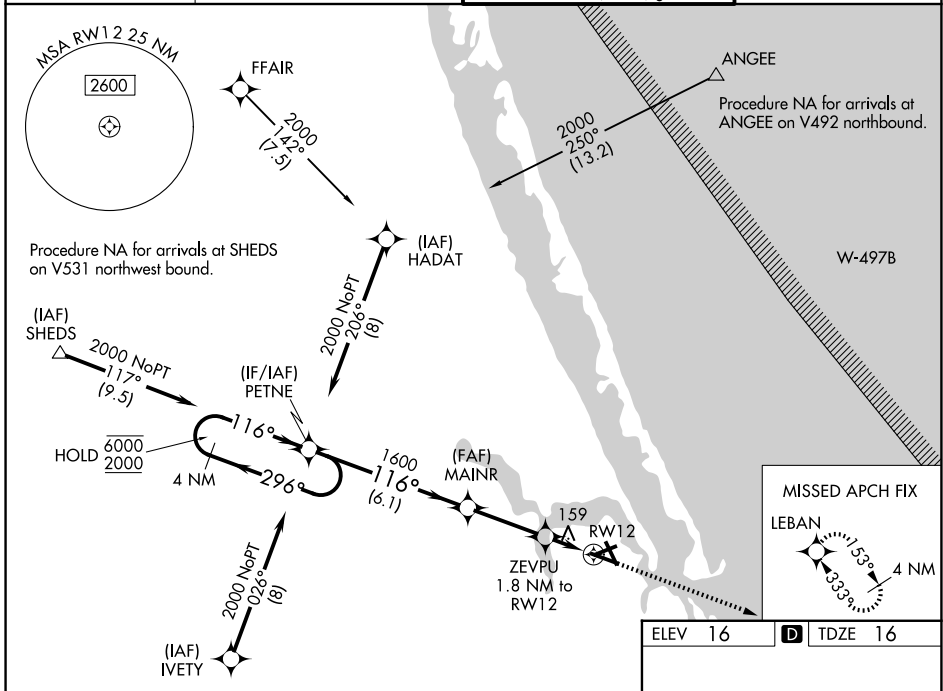 MSA RW12 25 NM
2600
FFAIR
2000
142°
(7.5)
ANGEE
Procedure NA for arrivals at
ANGEE on V492 northbound.
2000
250°
(13.2)
(IAF)
HADAT
W-497B
Procedure NA for arrivals at SHEDS
on V531 northwest bound.
2000 NoPT
206°
(8)
(IAF)
SHEDS
2000 NoPT
117°
(9.5)
(IF/IAF)
PETNE
116°
HOLD 6000
2000
4 NM
296°
1600
116°
(6.1)
(FAF)
MAINR
159
RW12
ZEVPU
1.8 NM to
RW12
2000 NoPT
026°
(8)
(IAF)
IVETY
MISSED APCH FIX
LEBAN
153°
4 NM
333°
ELEV 16 D TDZE 16